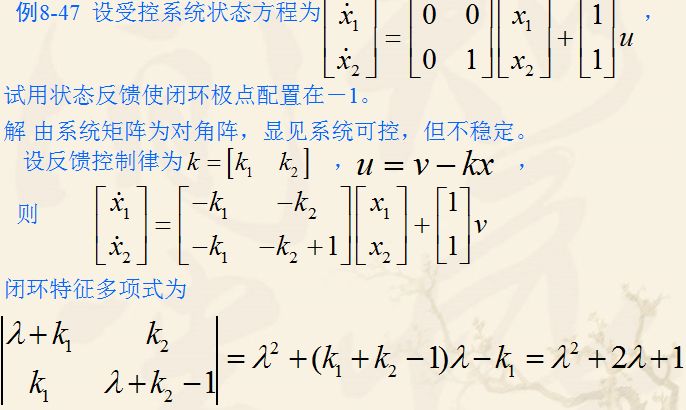 例8-47 设受控系统状态方程为 $\begin{bmatrix} \dot{x}_1 \\ \dot{x}_2 \end{bmatrix} = \begin{bmatrix} 0 & 0 \\ 0 & 1 \end{bmatrix} \begin{bmatrix} x_1 \\ x_2 \end{bmatrix} + \begin{bmatrix} 1 \\ 1 \end{bmatrix} u$ ，
试用状态反馈使闭环极点配置在－1。
解 由系统矩阵为对角阵，显见系统可控，但不稳定。
设反馈控制律为 $k = [k_1 \quad k_2]$ ，$u = v - kx$ ，
则 $\begin{bmatrix} \dot{x}_1 \\ \dot{x}_2 \end{bmatrix} = \begin{bmatrix} -k_1 & -k_2 \\ -k_1 & -k_2+1 \end{bmatrix} \begin{bmatrix} x_1 \\ x_2 \end{bmatrix} + \begin{bmatrix} 1 \\ 1 \end{bmatrix} v$
闭环特征多项式为
$\begin{vmatrix} \lambda + k_1 & k_2 \\ k_1 & \lambda + k_2 - 1 \end{vmatrix} = \lambda^2 + (k_1 + k_2 - 1)\lambda - k_1 = \lambda^2 + 2\lambda + 1$